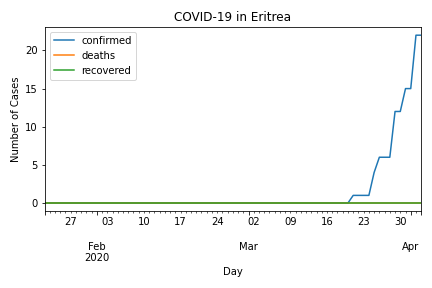 COVID-19 in Eritrea
confirmed
deaths
recovered
Number of Cases
20
15
10
5
0
27 03 10 17 24 02 09 16 23 30
Feb Mar Apr
2020
Day